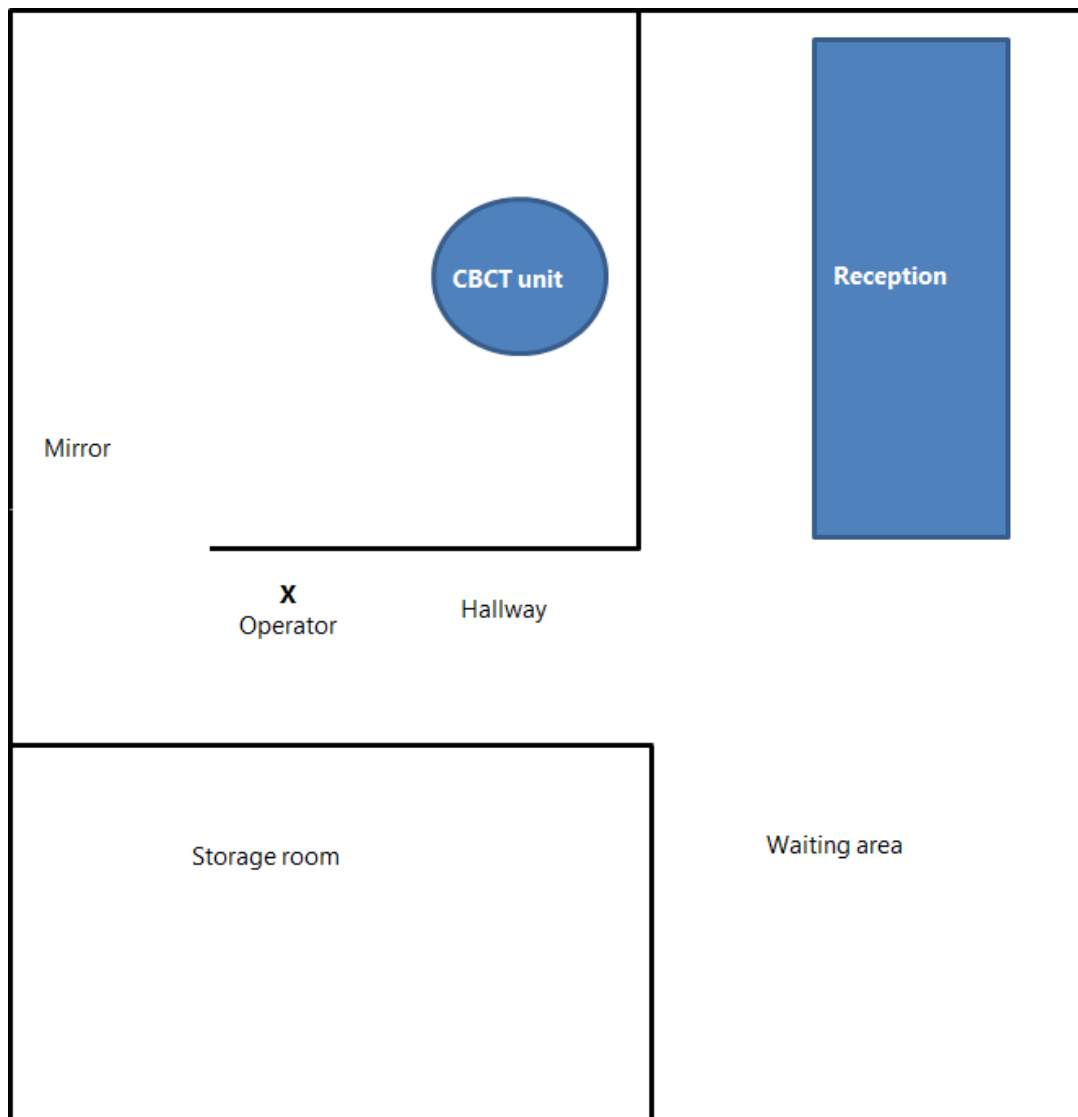 CBCT unit
Reception
Mirror
X
Operator
Hallway
Storage room
Waiting area